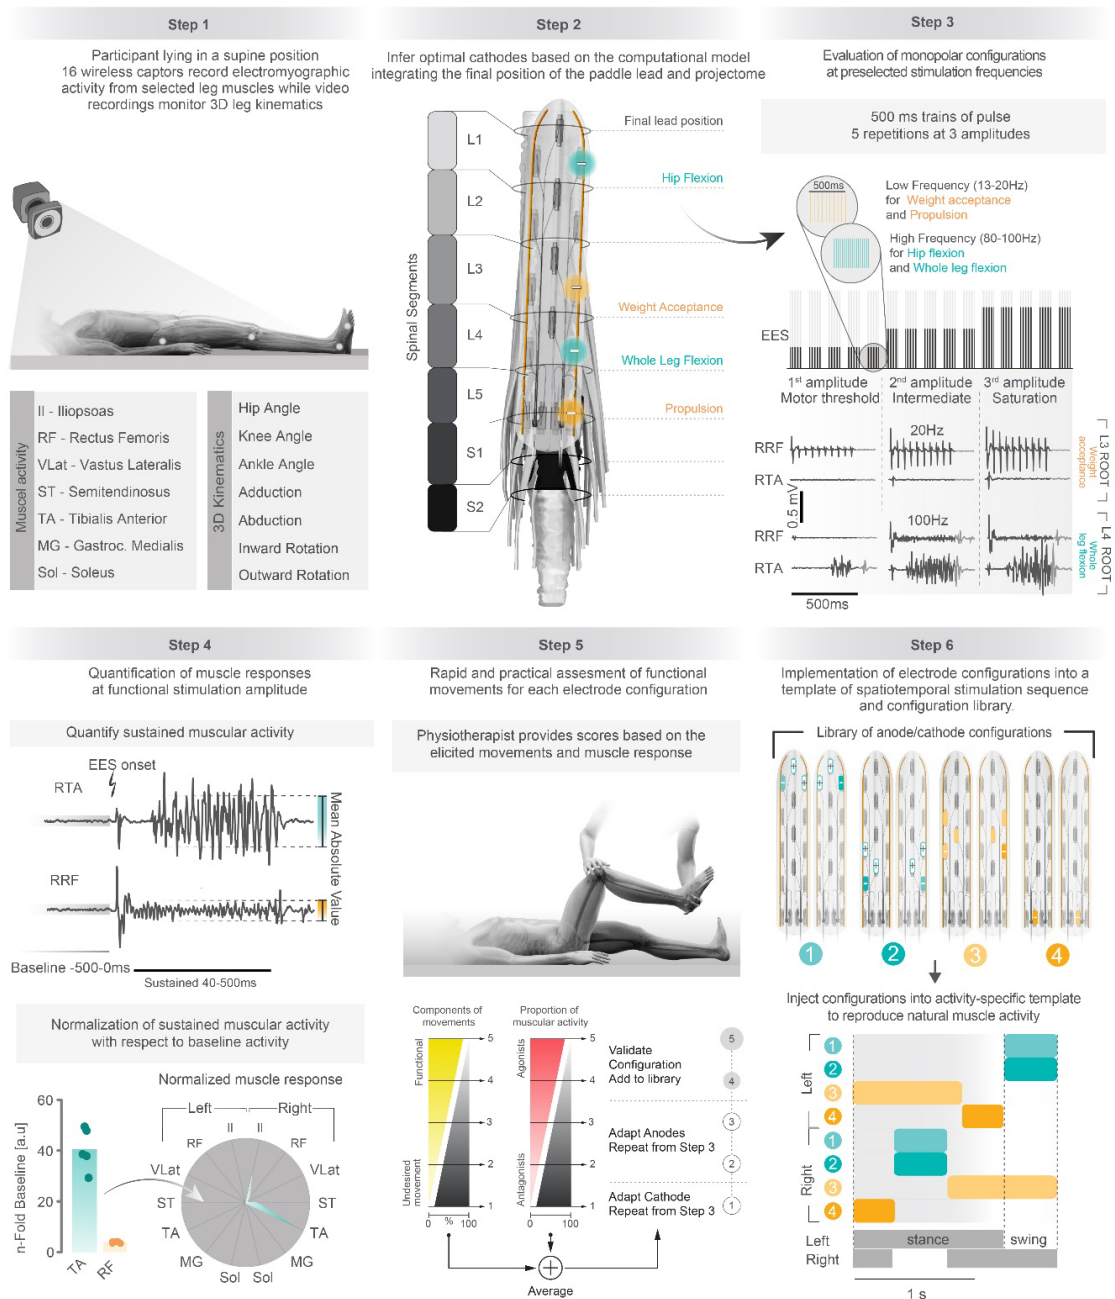 Step 1
Participant lying in a supine position
16 wireless captors record electromyographic
activity from selected leg muscles while video
recordings monitor 3D leg kinematics
Muscel activity
II - Iliopsoas
RF - Rectus Femoris
VLat - Vastus Lateralis
ST - Semitendinosus
TA - Tibialis Anterior
MG - Gastroc. Medialis
Sol - Soleus
3D Kinematics
Hip Angle
Knee Angle
Ankle Angle
Adduction
Abduction
Inward Rotation
Outward Rotation
Step 2
Infer optimal cathodes based on the computational model
integrating the final position of the paddle lead and projectome
Spinal Segments
L1
L2
L3
L4
L5
S1
S2
Final lead position
Hip Flexion
Weight Acceptance
Whole Leg Flexion
Propulsion
Step 3
Evaluation of monopolar configurations
at preselected stimulation frequencies
500 ms trains of pulse
5 repetitions at 3 amplitudes
500ms
Low Frequency (13-20Hz)
for Weight acceptance
and Propulsion
High Frequency (80-100Hz)
for Hip flexion
and Whole leg flexion
EES
1st amplitude
Motor threshold
2nd amplitude
Intermediate
3rd amplitude
Saturation
20Hz
RRF
RTA
0.5 mV
L3 ROOT
Weight
acceptance
100Hz
RRF
RTA
L4 ROOT
Whole
leg flexion
500ms
Step 4
Quantification of muscle responses
at functional stimulation amplitude
Quantify sustained muscular activity
EES onset
RTA
RRF
Mean Absolute Value
Baseline -500-0ms
Sustained 40-500ms
Normalization of sustained muscular activity
with respect to baseline activity
Normalized muscle response
n-Fold Baseline [a.u]
60
40
20
0
TA
RF
Left
Right
II
II
RF
RF
VLat
VLat
ST
ST
TA
TA
MG
MG
Sol
Sol
Step 5
Rapid and practical assesment of functional
movements for each electrode configuration
Physiotherapist provides scores based on the
elicited movements and muscle response
Components of
movements
Functional
Undesired
movement
5
4
3
2
1
0
%
100
Proportion of
muscular activity
Agonists
Antagonists
5
4
3
2
1
0
100
Validate
Configuration
Add to library
5
4
Adapt Anodes
Repeat from Step 3
3
2
Adapt Cathode
Repeat from Step 3
1
Average
Step 6
Implementation of electrode configurations into a
template of spatiotemporal stimulation sequence
and configuration library.
Library of anode/cathode configurations
1
2
3
4
Inject configurations into activity-specific template
to reproduce natural muscle activity
Left
1
2
3
4
Right
1
2
3
4
Left
stance
swing
Right
1 s